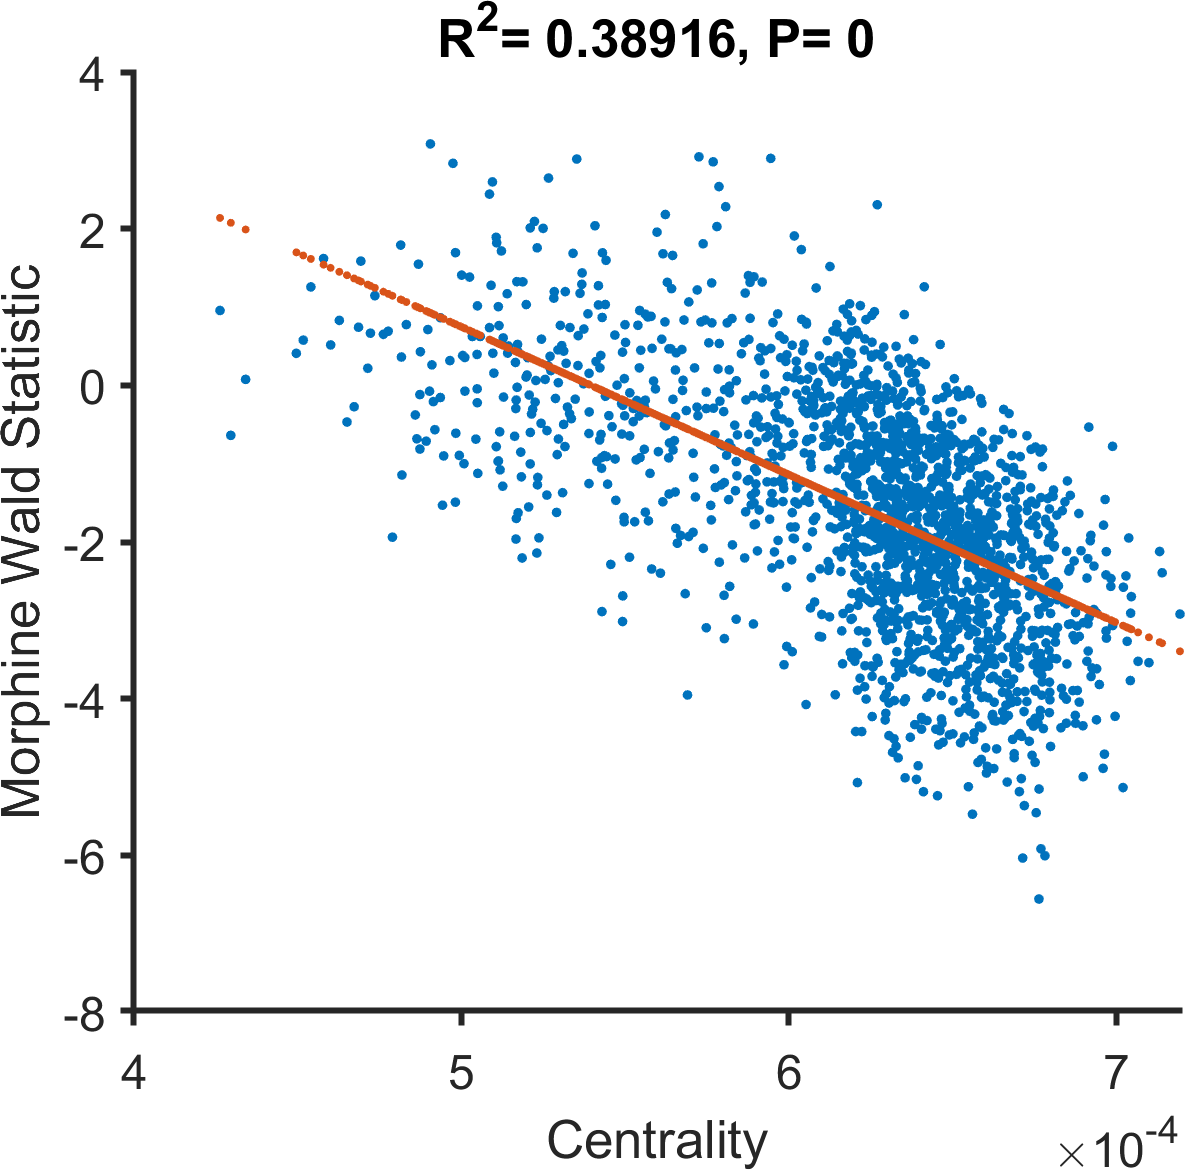 R²= 0.38916, P= 0
4
2
0
-2
-4
-6
-8
Morphine Wald Statistic
4 5 6 7
Centrality
×10⁻⁴